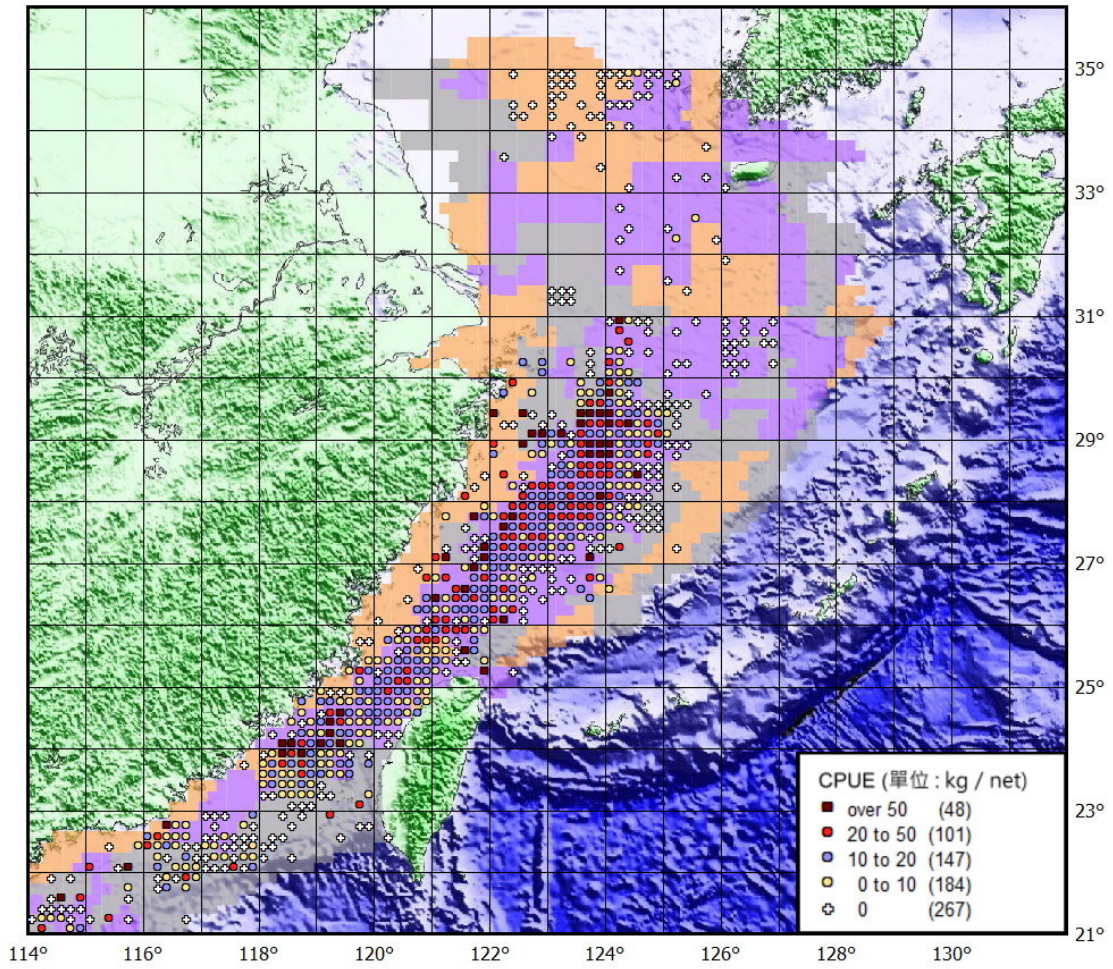 35°
33°
31°
29°
27°
25°
23°
21°
CPUE (單位 : kg / net)
over 50 (48)
20 to 50 (101)
10 to 20 (147)
0 to 10 (184)
0 (267)
114 116° 118° 120° 122° 124° 126° 128° 130°